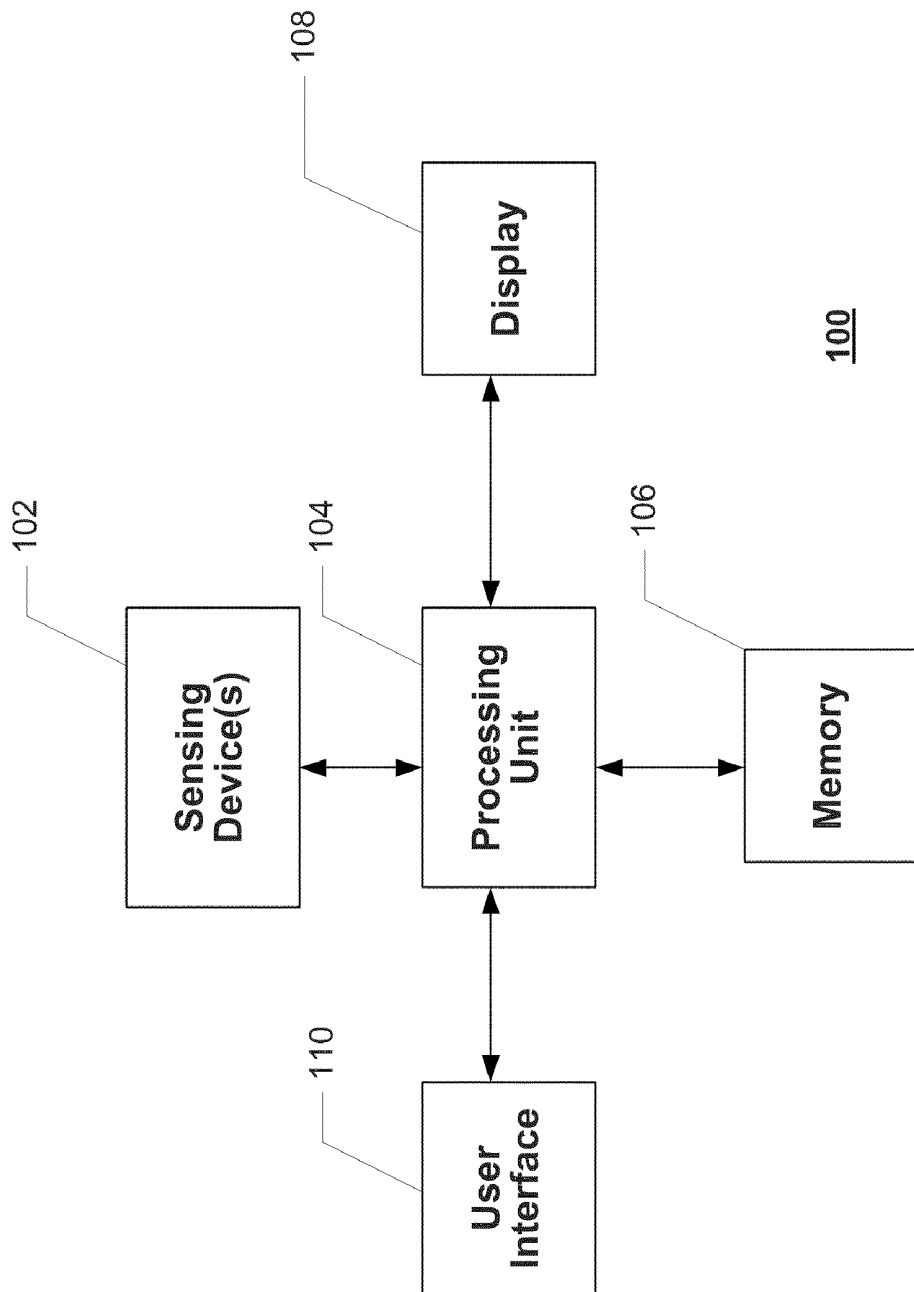 102
Sensing
Device(s)
110
104
108
User
Interface
Processing
Unit
Display
106
Memory
100